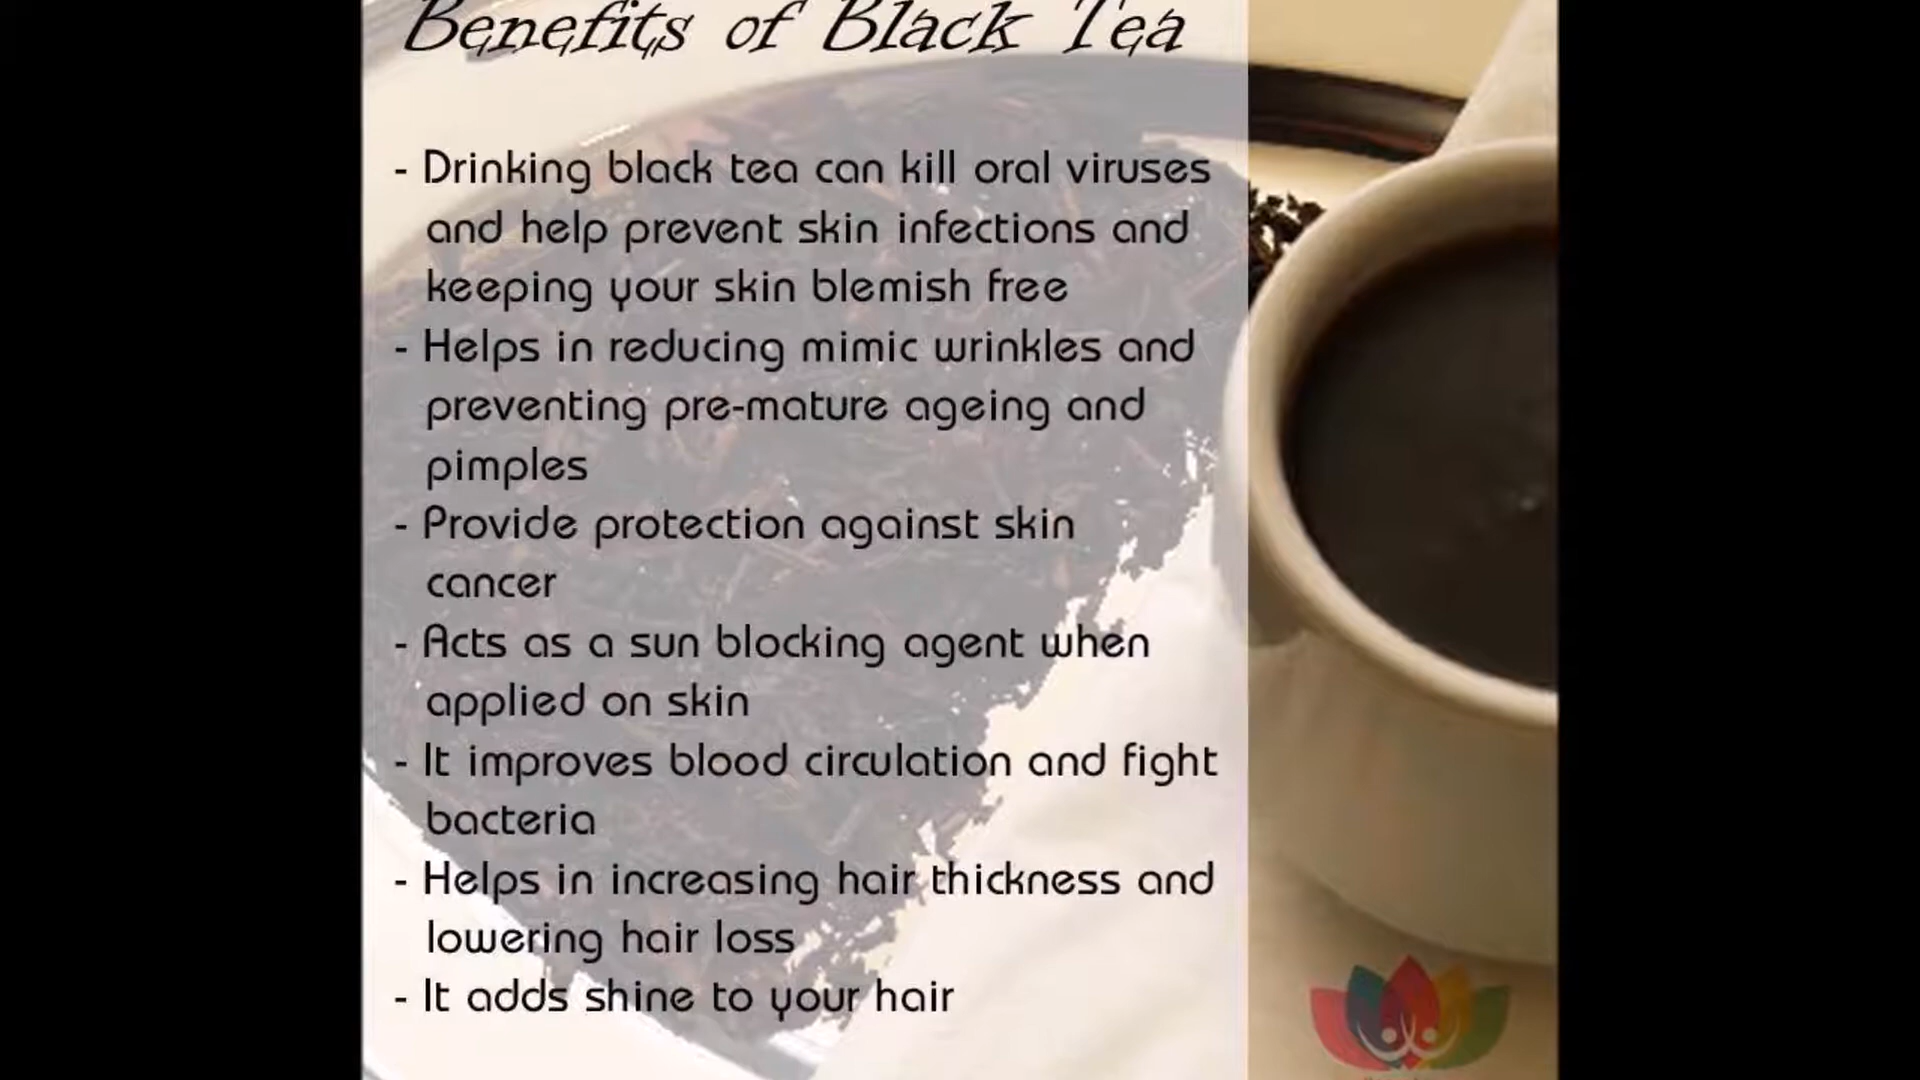 Benefits of Black Tea
- Drinking black tea can kill oral viruses
and help prevent skin infections and
keeping your skin blemish free
- Helps in reducing mimic wrinkles and
preventing pre-mature ageing and
pimples
- Provide protection against skin
cancer
- Acts as a sun blocking agent when
applied on skin
- It improves blood circulation and fight
bacteria
- Helps in increasing hair thickness and
lowering hair loss
- It adds shine to your hair